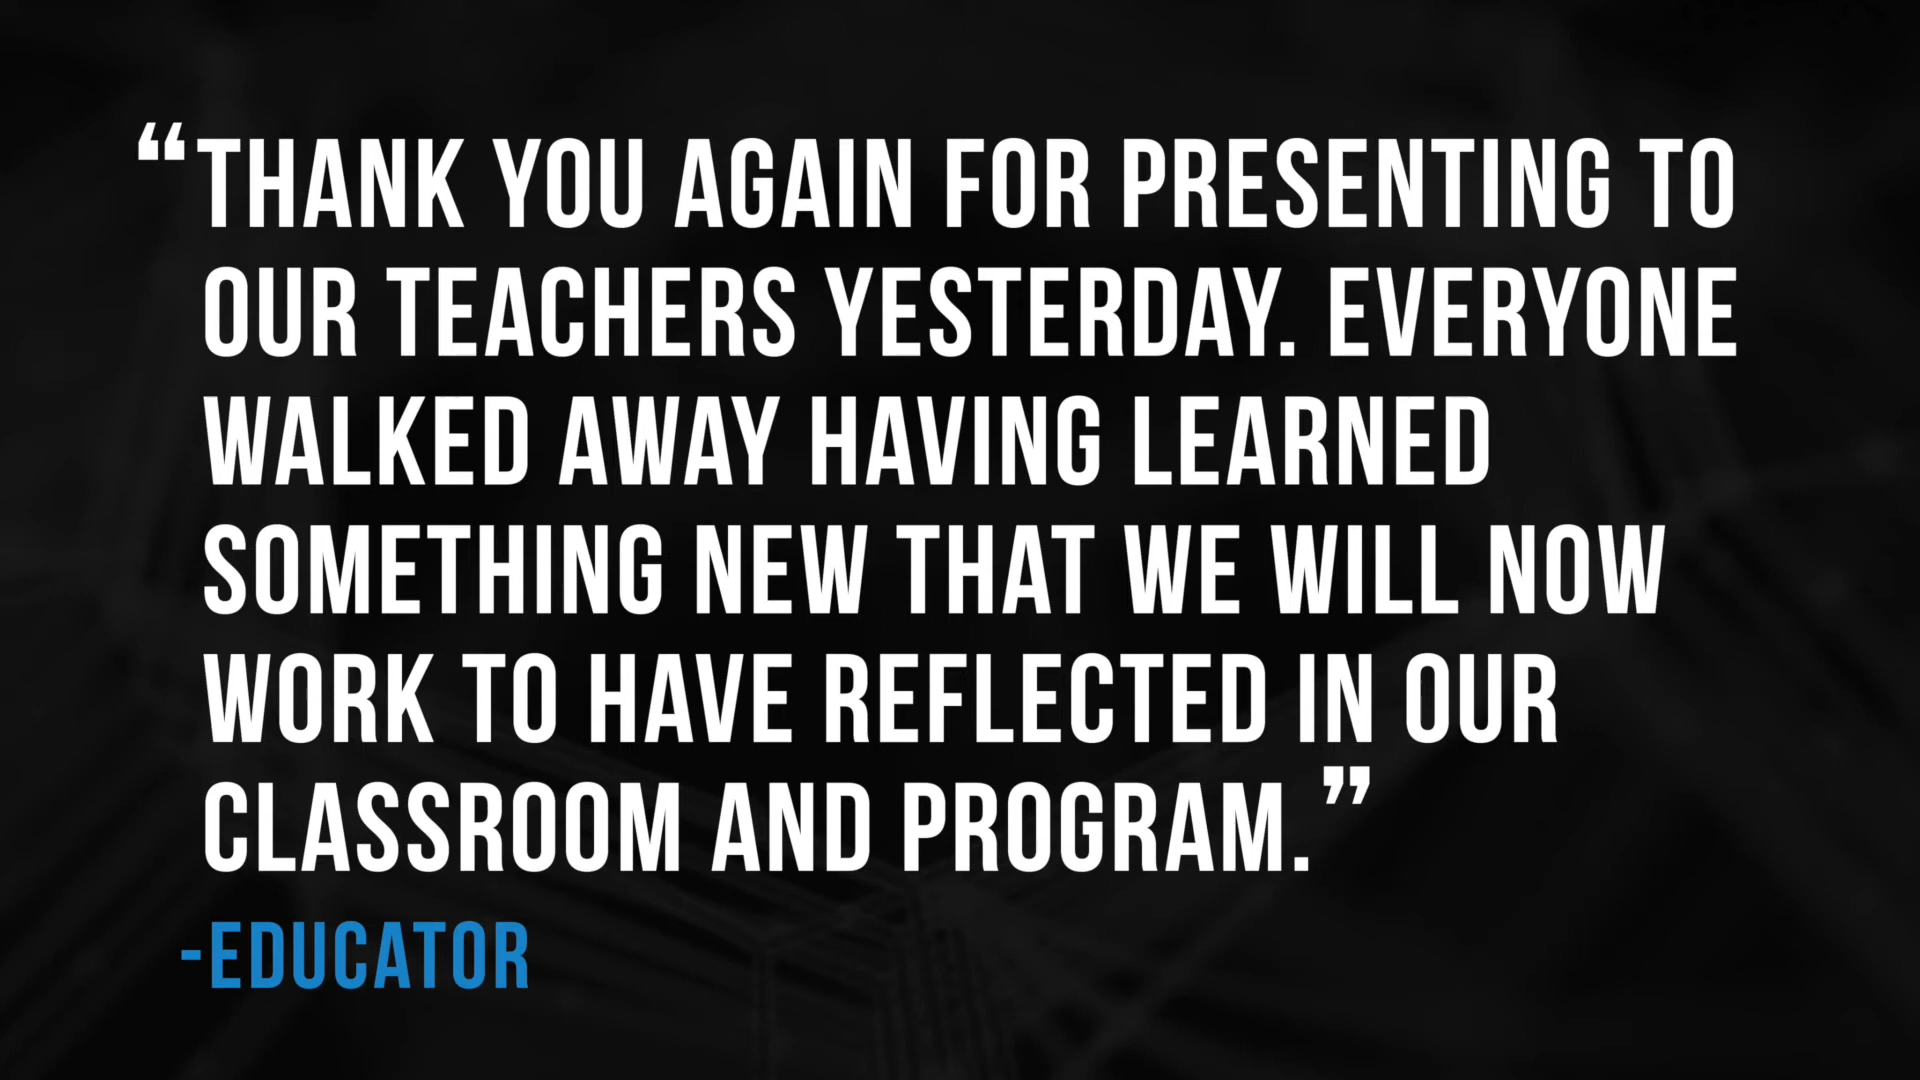 “THANK YOU AGAIN FOR PRESENTING TO
OUR TEACHERS YESTERDAY. EVERYONE
WALKED AWAY HAVING LEARNED
SOMETHING NEW THAT WE WILL NOW
WORK TO HAVE REFLECTED IN OUR
CLASSROOM AND PROGRAM.”
-EDUCATOR